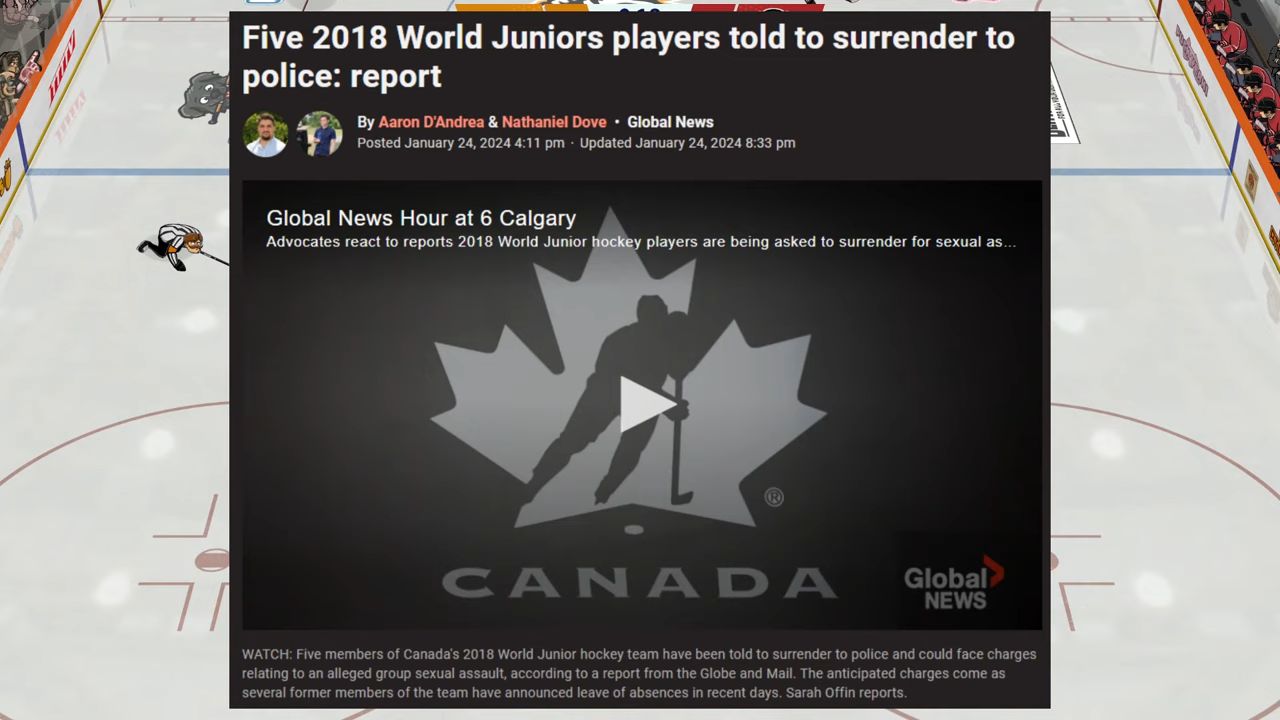 Five 2018 World Juniors players told to surrender to
police: report
By Aaron D'Andrea & Nathaniel Dove • Global News
Posted January 24, 2024 4:11 pm · Updated January 24, 2024 8:33 pm
Global News Hour at 6 Calgary
Advocates react to reports 2018 World Junior hockey players are being asked to surrender for sexual as...
®
CANADA
Global
NEWS
WATCH: Five members of Canada's 2018 World Junior hockey team have been told to surrender to police and could face charges
relating to an alleged group sexual assault, according to a report from the Globe and Mail. The anticipated charges come as
several former members of the team have announced leave of absences in recent days. Sarah Offin reports.